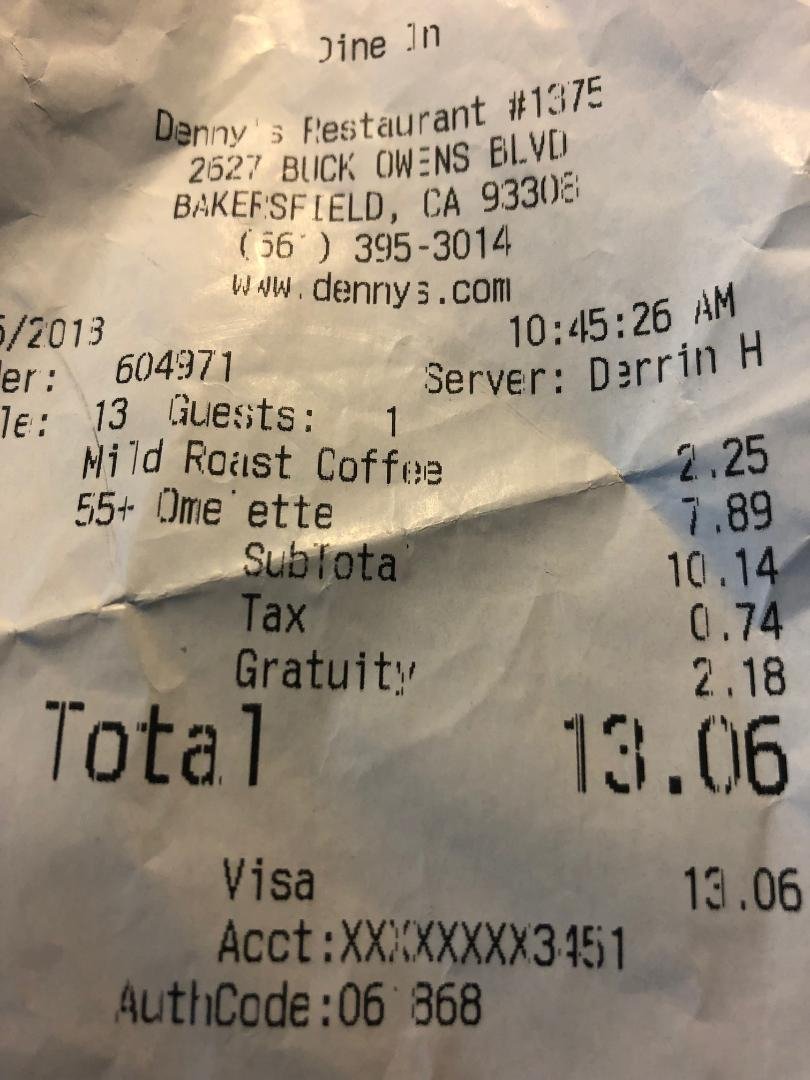 Dine In
Denny's Restaurant #1375
2627 BUCK OWENS BLVD
BAKERSFIELD, CA 93308
(661) 395-3014
www.dennys.com
10:45:26 AM
604971 Server: Derrin H
13 Guests: 1
Mild Roast Coffee 2.25
55+ Omelette 7.89
SubTotal 10.14
Tax 0.74
Gratuity 2.18
Total 13.06
Visa 13.06
Acct:XXXXXXXX3451